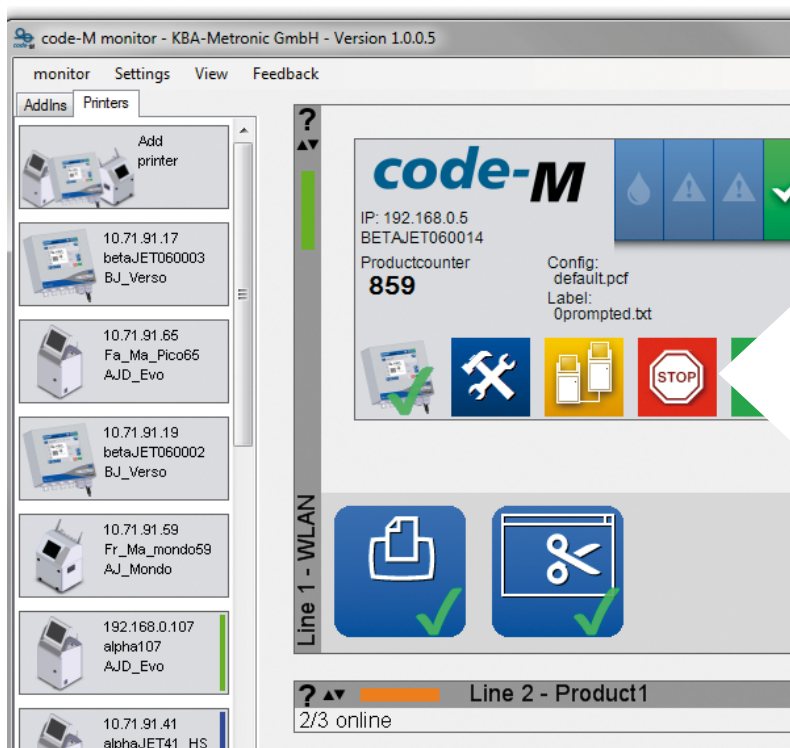 code-M monitor - KBA-Metronic GmbH - Version 1.0.0.5
monitor Settings View Feedback
AddIns Printers
Add
printer
10.71.91.17
betaJET060003
BJ_Verso
10.71.91.65
Fa_Ma_Pico65
AJD_Evo
10.71.91.19
betaJET060002
BJ_Verso
10.71.91.59
Fr_Ma_mondo59
AJ_Mondo
192.168.0.107
alpha107
AJD_Evo
10.71.91.41
alphaJET41_HS
?
code-M
IP: 192.168.0.5
BETAJET060014
Productcounter
859
Config:
default.pcf
Label:
0prompted.txt
STOP
Line 1 - WLAN
? Line 2 - Product1
2/3 online